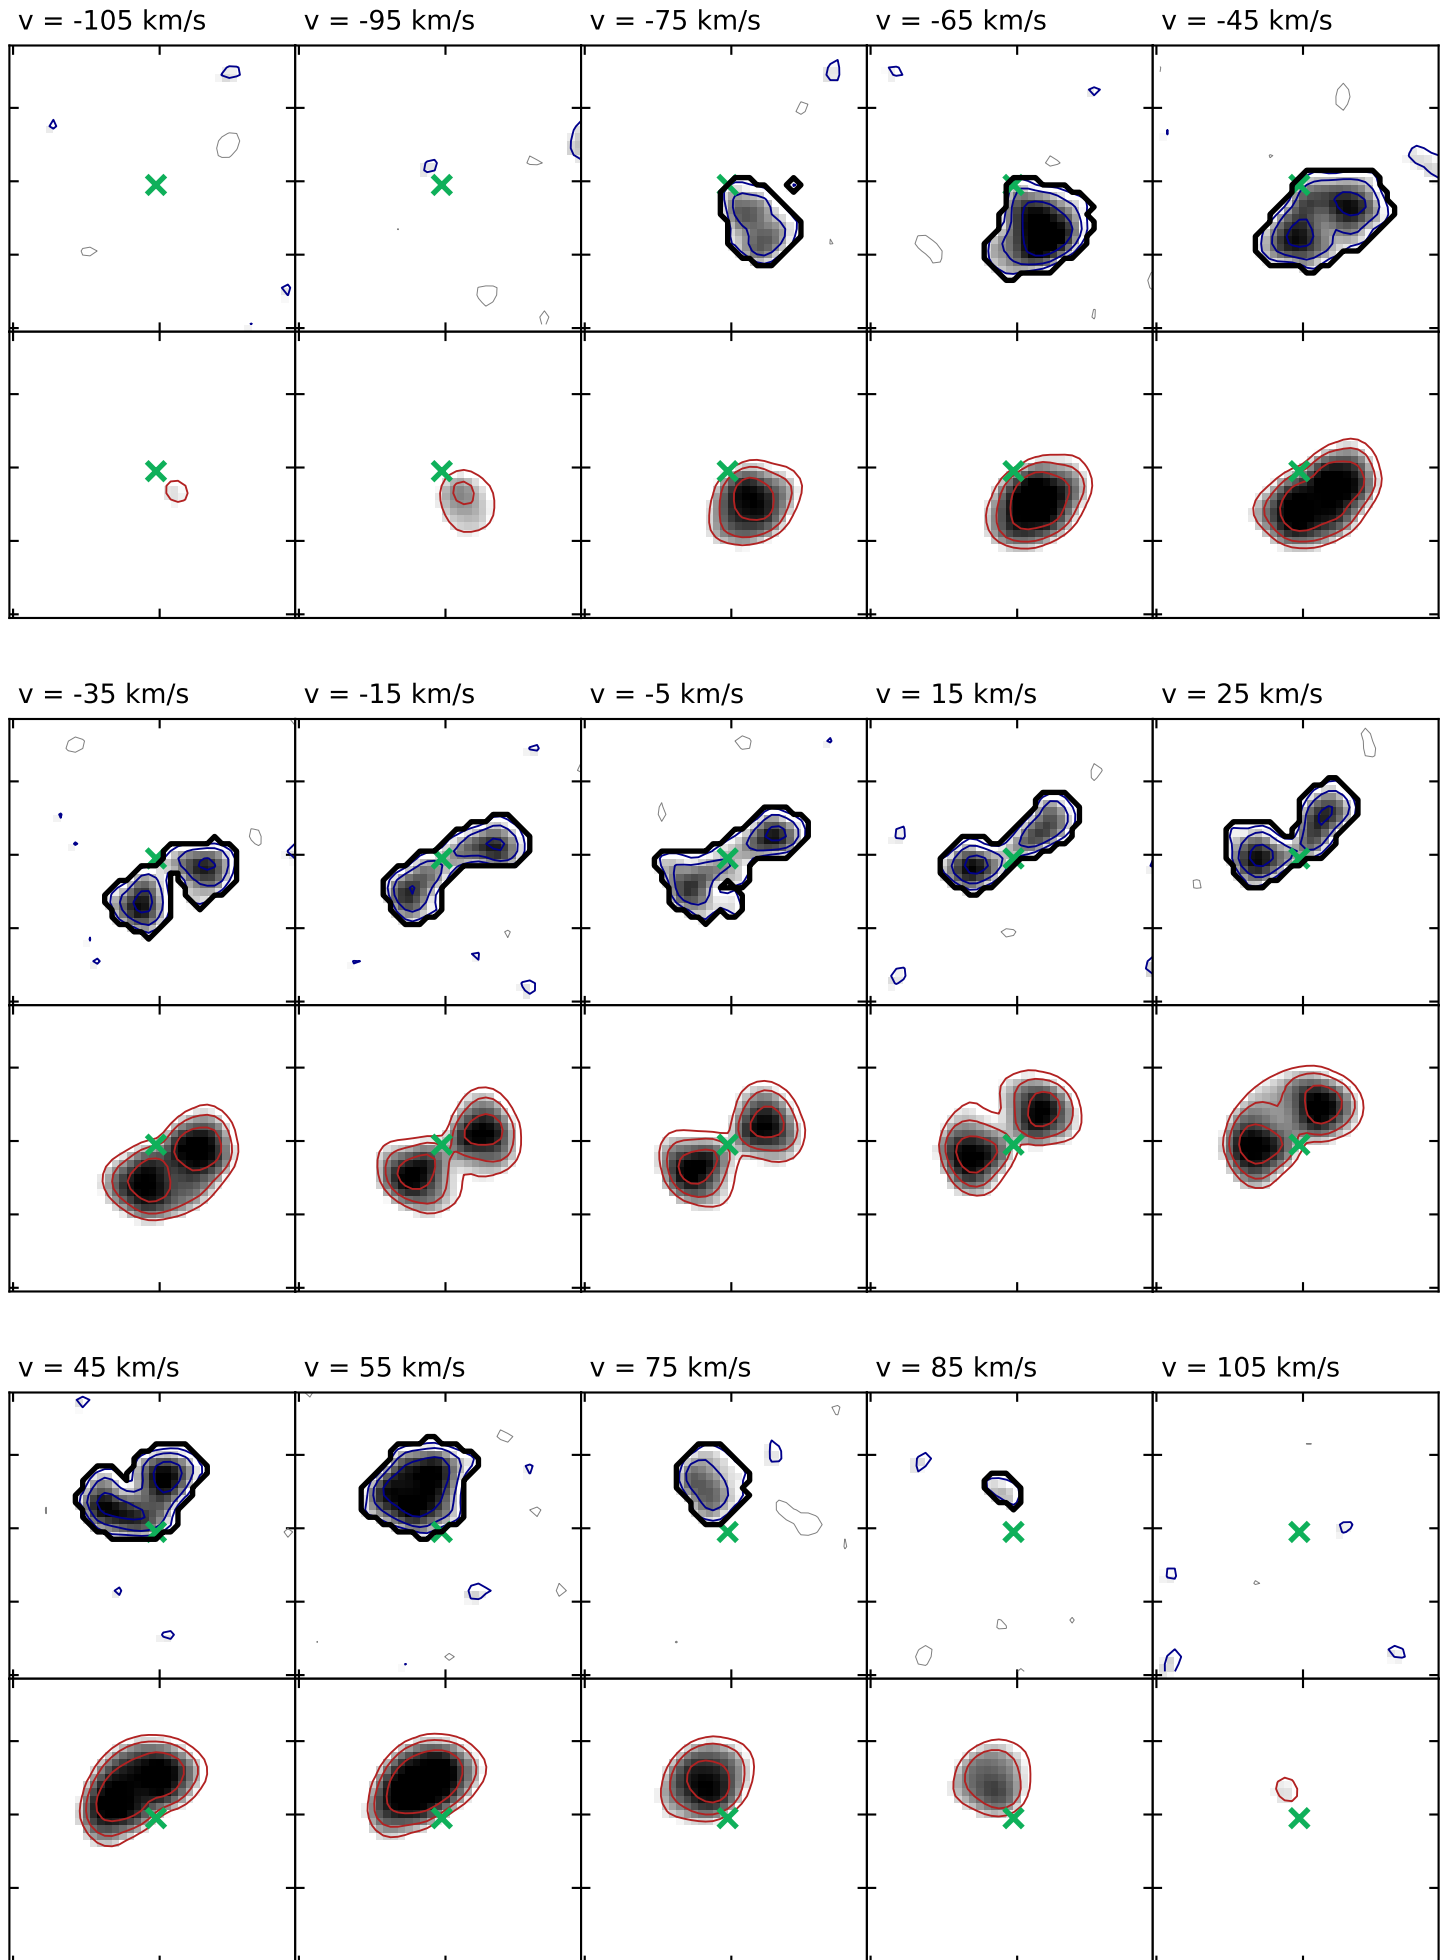 v = -105 km/s v = -95 km/s v = -75 km/s v = -65 km/s v = -45 km/s
v = -35 km/s v = -15 km/s v = -5 km/s v = 15 km/s v = 25 km/s
v = 45 km/s v = 55 km/s v = 75 km/s v = 85 km/s v = 105 km/s